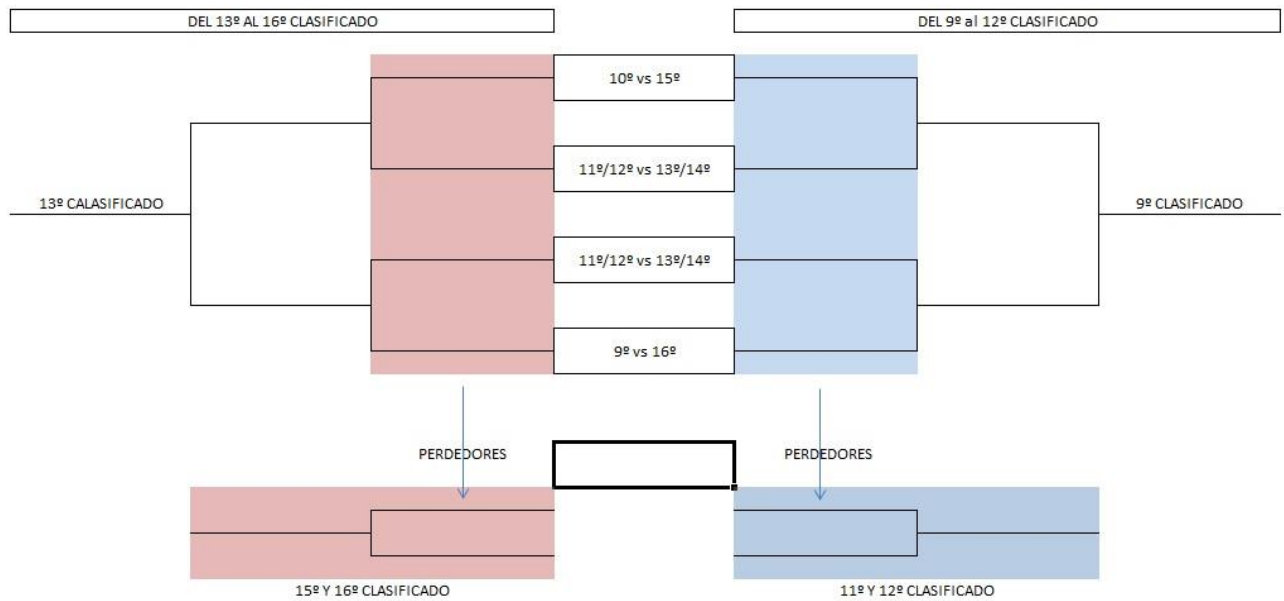 DEL 13º AL 16º CLASIFICADO
DEL 9º al 12º CLASIFICADO
10º vs 15º
11º/12º vs 13º/14º
13º CALASIFICADO
9º CLASIFICADO
11º/12º vs 13º/14º
9º vs 16º
PERDEDORES
PERDEDORES
15º Y 16º CLASIFICADO
11º Y 12º CLASIFICADO